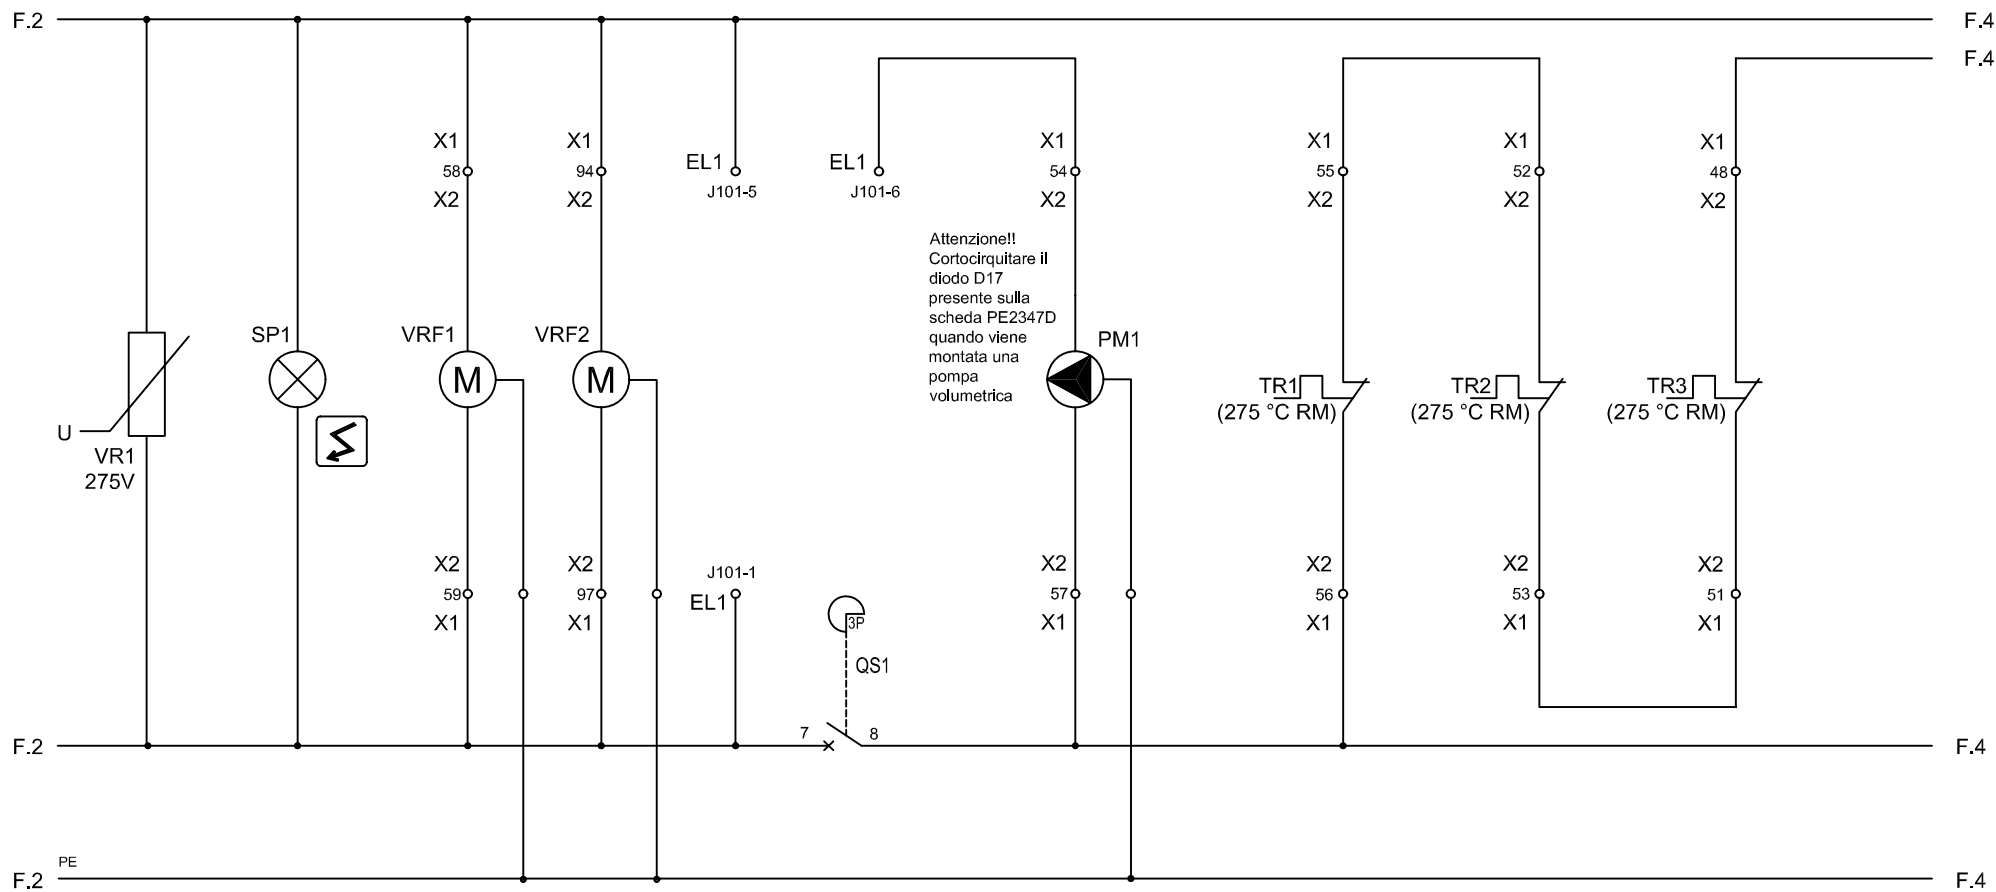 F.2
F.4
F.4
X1
X1
X1
X1
X1
X1
58
94
EL1
EL1
54
55
52
48
X2
X2
J101-5
J101-6
X2
X2
X2
X2
Attenzione!!
Cortocirquitare il
diodo D17
presente sulla
scheda PE2347D
quando viene
montata una
pompa
volumetrica
SP1
VRF1
VRF2
PM1
M
M
TR1
(275 °C RM)
TR2
(275 °C RM)
TR3
(275 °C RM)
U
VR1
275V
X2
X2
J101-1
X2
X2
X2
X2
59
97
EL1
57
56
53
51
X1
X1
3P
X1
X1
X1
X1
QS1
7
8
F.2
F.4
PE
F.2
F.4